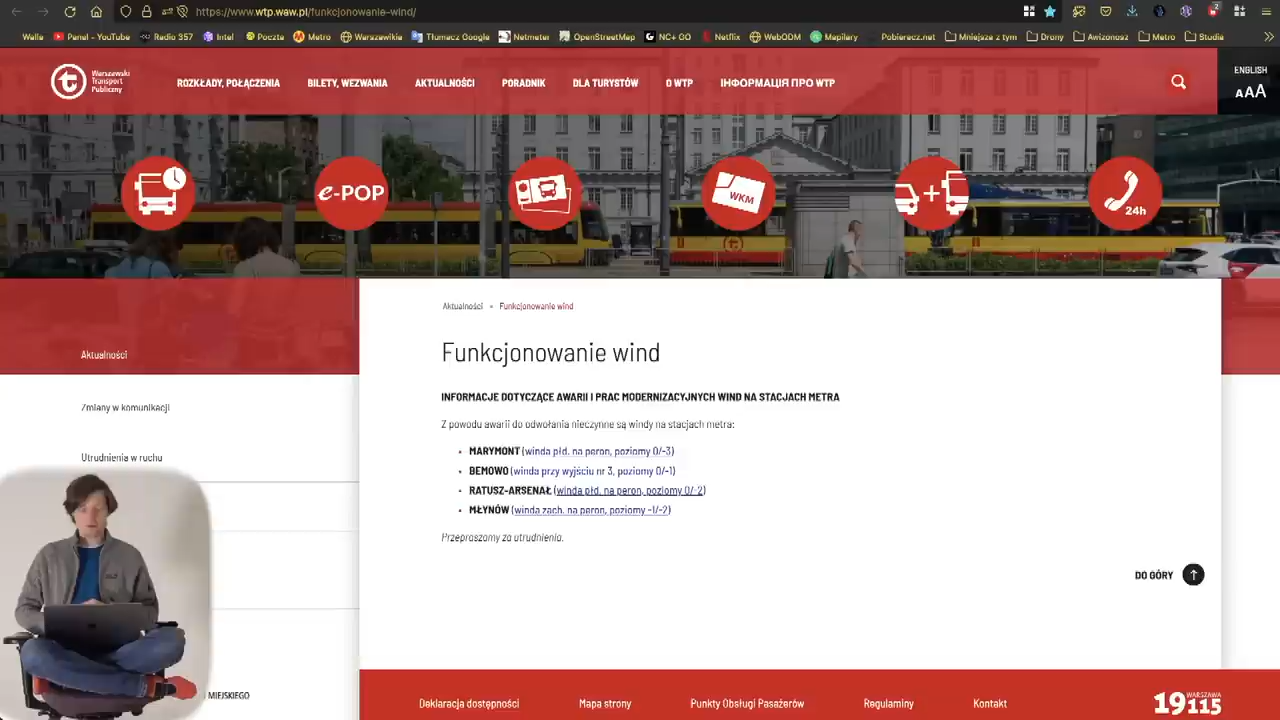 https://www.wtp.waw.pl/funkcjonowanie-wind/
2
Walle
Panel - YouTube
Radio 357
Intel
Poczta
Metro
Warszawikie
Tłumacz Google
Netmeter
OpenStreetMap
NC+ GO
Netflix
WebODM
Mapilary
Pobieracz.net
Mniejsze z tym
Drony
Awizonosz
Metro
Studia
Warszawski
Transport
Publiczny
ROZKŁADY, POŁĄCZENIA
BILETY, WEZWANIA
AKTUALNOŚCI
PORADNIK
DLA TURYSTÓW
O WTP
ІНФОРМАЦІЯ ПРО WTP
ENGLISH
AAA
e-POP
WKM
24h
Aktualności
Funkcjonowanie wind
Funkcjonowanie wind
Aktualności
INFORMACJE DOTYCZĄCE AWARII I PRAC MODERNIZACYJNYCH WIND NA STACJACH METRA
Zmiany w komunikacji
Z powodu awarii do odwołania nieczynne są windy na stacjach metra:
Utrudnienia w ruchu
• MARYMONT (winda płd. na peron, poziomy 0/-3)
• BEMOWO (winda przy wyjściu nr 3, poziomy 0/-1)
• RATUSZ-ARSENAŁ (winda płd. na peron, poziomy 0/-2)
• MŁYNÓW (winda zach. na peron, poziomy -1/-2)
Przepraszamy za utrudnienia.
DO GÓRY
MIEJSKIEGO
Deklaracja dostępności
Mapa strony
Punkty Obsługi Pasażerów
Regulaminy
Kontakt
WARSZAWA
19115